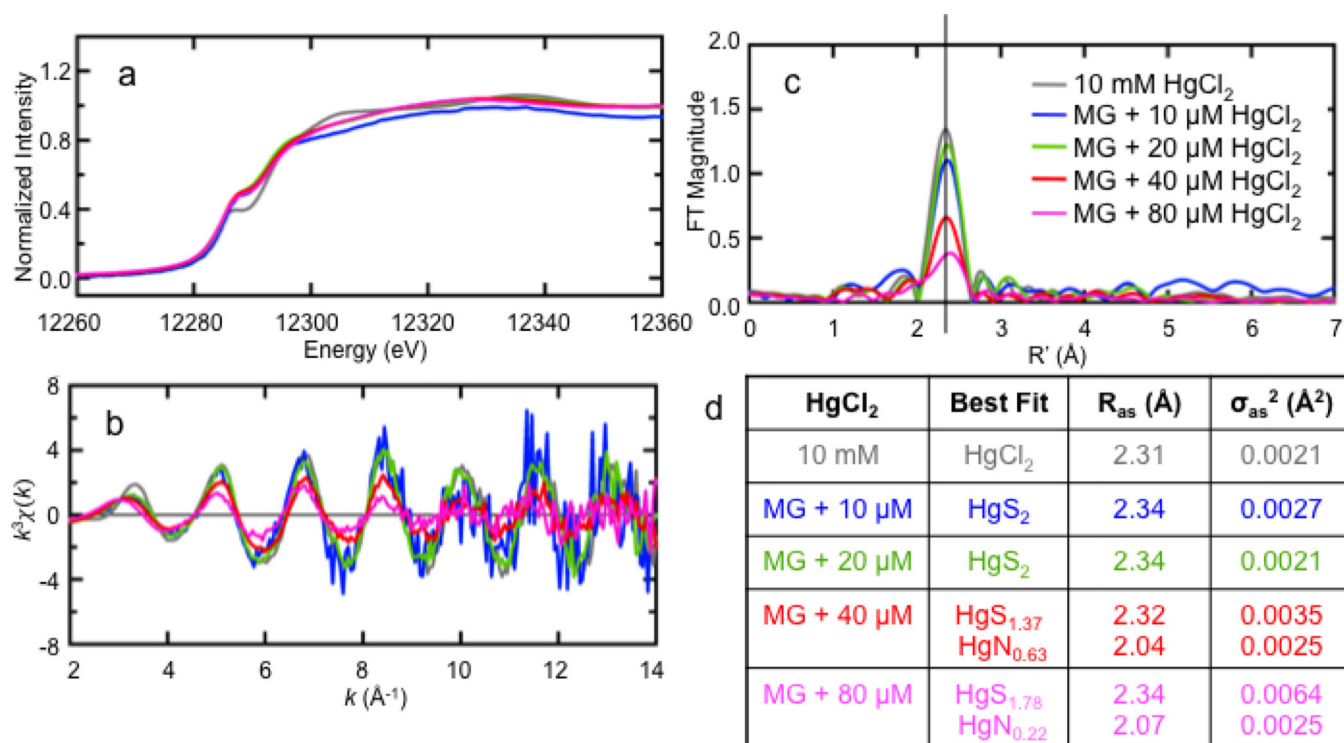 a
Normalized Intensity
1.2
0.8
0.4
0.0
12260 12280 12300 12320 12340 12360
Energy (eV)
c
FT Magnitude
2.0
1.5
1.0
0.5
0.0
10 mM HgCl₂
MG + 10 µM HgCl₂
MG + 20 µM HgCl₂
MG + 40 µM HgCl₂
MG + 80 µM HgCl₂
0 1 2 3 4 5 6 7
R' (Å)
b
k³χ(k)
8
4
0
-4
-8
2 4 6 8 10 12 14
k (Å⁻¹)
d
HgCl₂ Best Fit R_as (Å) σ_as² (Å²)
10 mM HgCl₂ 2.31 0.0021
MG + 10 µM HgS₂ 2.34 0.0027
MG + 20 µM HgS₂ 2.34 0.0021
MG + 40 µM HgS₁.₃₇ 2.32 0.0035
HgN₀.₆₃ 2.04 0.0025
MG + 80 µM HgS₁.₇₈ 2.34 0.0064
HgN₀.₂₂ 2.07 0.0025